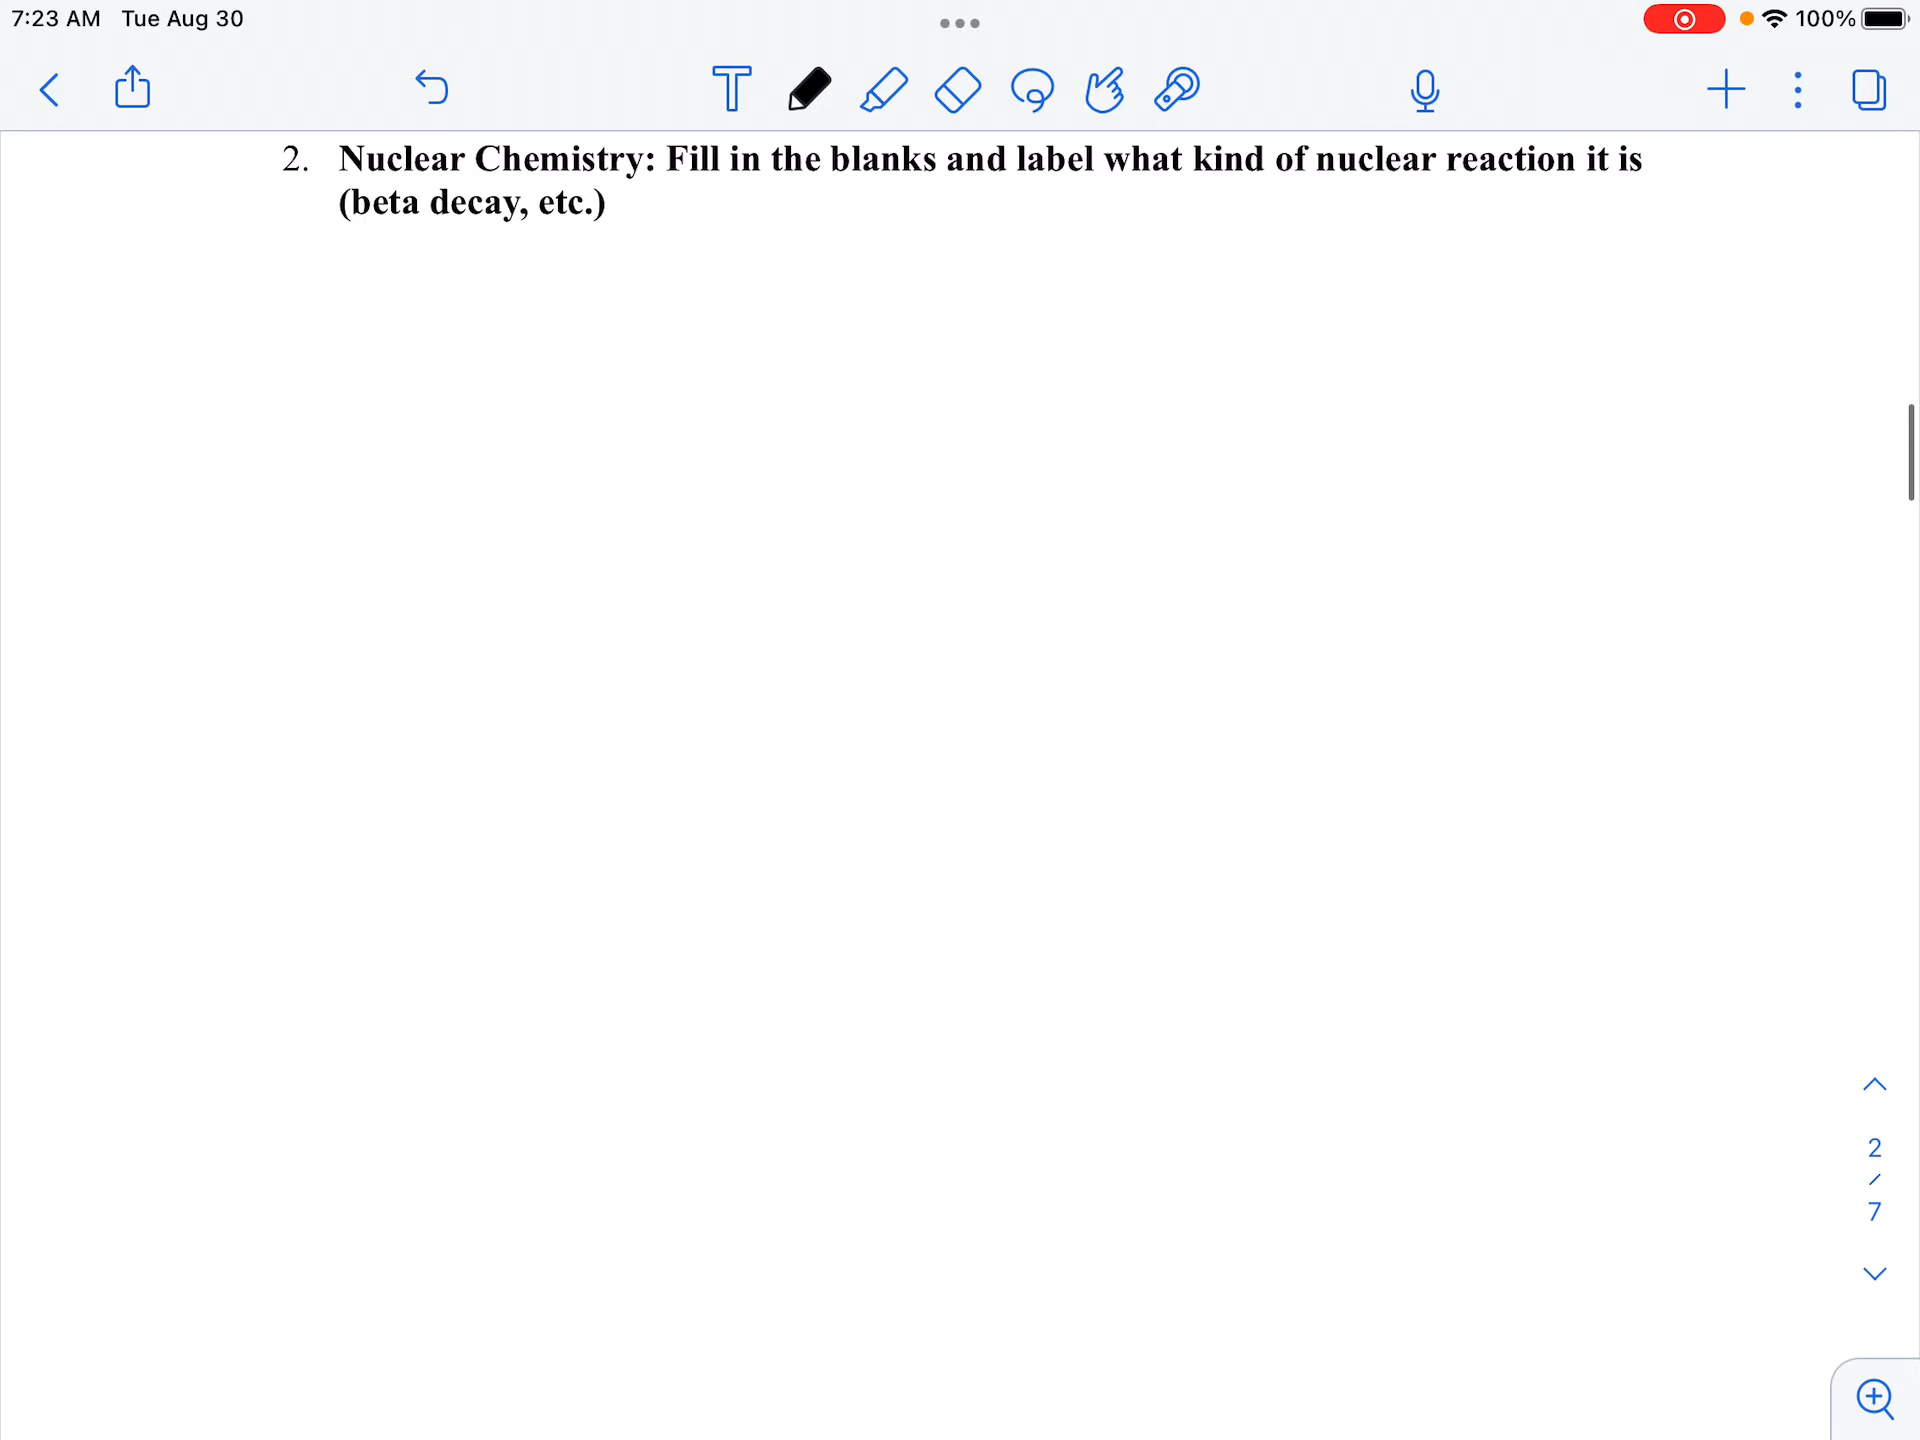 7:23 AM Tue Aug 30
100%
2. Nuclear Chemistry: Fill in the blanks and label what kind of nuclear reaction it is
(beta decay, etc.)
2
/
7